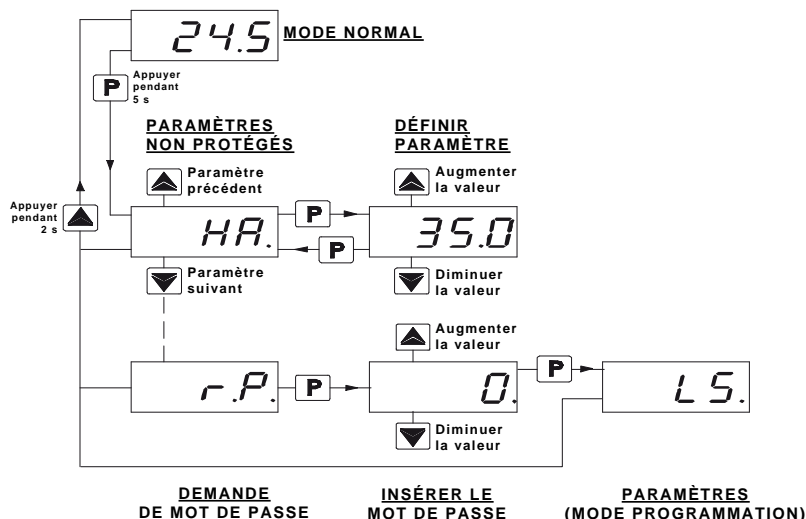 24.5
MODE NORMAL
P
Appuyer
pendant
5 s
PARAMÈTRES
NON PROTÉGÉS
DÉFINIR
PARAMÈTRE
Paramètre
précédent
Augmenter
la valeur
Appuyer
pendant
2 s
HA.
P
P
35.0
Paramètre
suivant
Diminuer
la valeur
Augmenter
la valeur
r.P.
P
0.
P
LS.
Diminuer
la valeur
DEMANDE
DE MOT DE PASSE
INSÉRER LE
MOT DE PASSE
PARAMÈTRES
(MODE PROGRAMMATION)